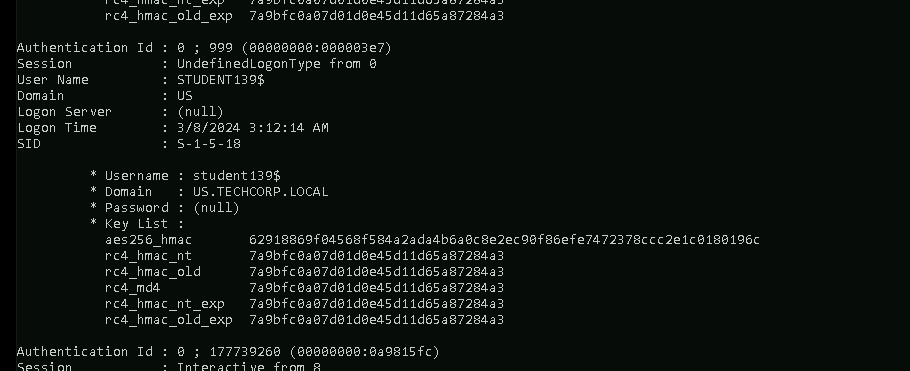 rc4_hmac_nt_exp 7a9bfc0a07d01d0e45d11d65a87284a3
rc4_hmac_old_exp 7a9bfc0a07d01d0e45d11d65a87284a3
Authentication Id : 0 ; 999 (00000000:000003e7)
Session : UndefinedLogonType from 0
User Name : STUDENT139$
Domain : US
Logon Server : (null)
Logon Time : 3/8/2024 3:12:14 AM
SID : S-1-5-18
* Username : student139$
* Domain : US.TECHCORP.LOCAL
* Password : (null)
* Key List :
aes256_hmac 62918869f04568f584a2ada4b6a0c8e2ec90f86efe7472378ccc2e1c0180196c
rc4_hmac_nt 7a9bfc0a07d01d0e45d11d65a87284a3
rc4_hmac_old 7a9bfc0a07d01d0e45d11d65a87284a3
rc4_md4 7a9bfc0a07d01d0e45d11d65a87284a3
rc4_hmac_nt_exp 7a9bfc0a07d01d0e45d11d65a87284a3
rc4_hmac_old_exp 7a9bfc0a07d01d0e45d11d65a87284a3
Authentication Id : 0 ; 177739260 (00000000:0a9815fc)
Session : Interactive from 8